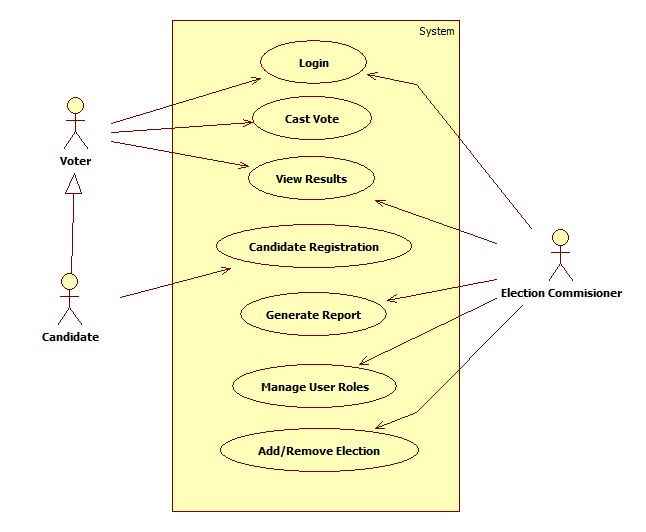 System
Login
Cast Vote
Voter
View Results
Candidate Registration
Election Commisioner
Generate Report
Candidate
Manage User Roles
Add/Remove Election